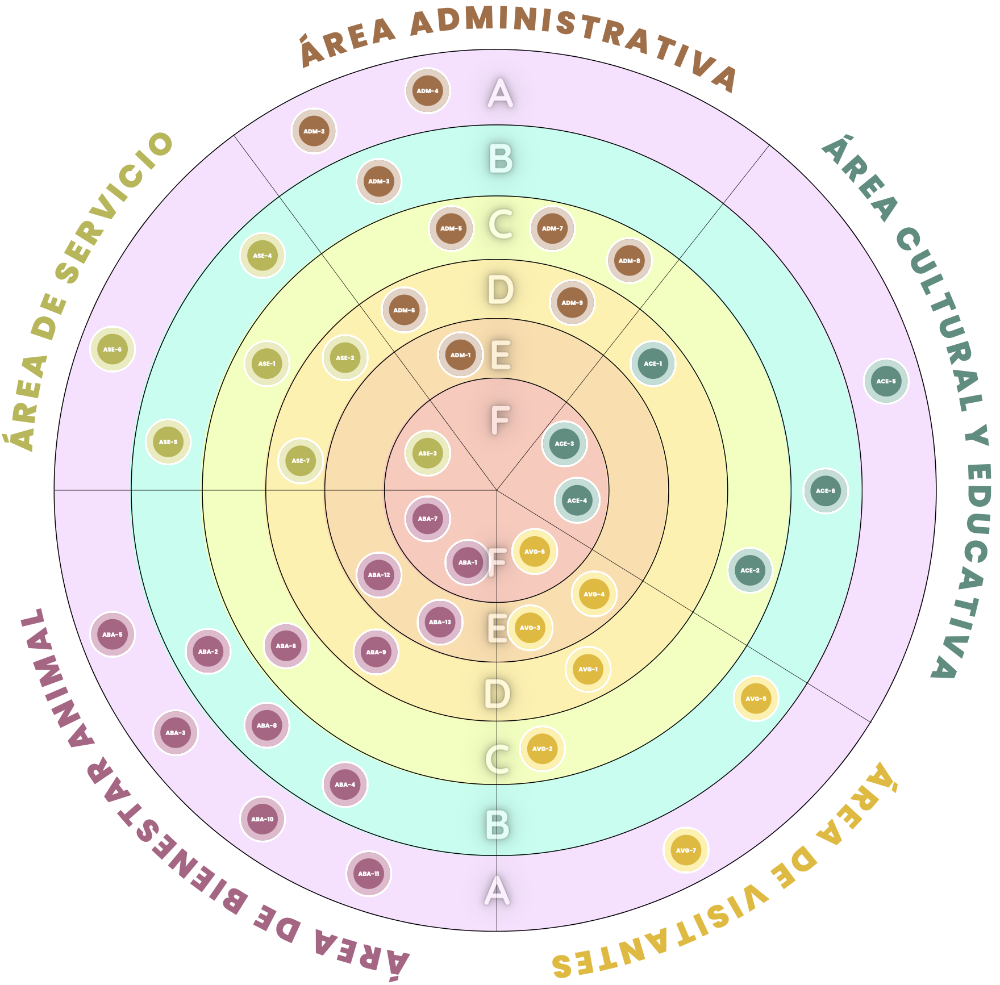 ÁREA ADMINISTRATIVA
ÁREA CULTURAL Y EDUCATIVA
ÁREA DE VISITANTES
ÁREA DE BIENESTAR ANIMAL
ÁREA DE SERVICIO
A
B
C
D
E
F
F
E
D
C
B
A
ADM-4
ADM-2
ADM-3
ADM-5
ADM-7
ADM-8
ADM-6
ADM-9
ADM-1
ACE-1
ACE-5
ACE-3
ACE-6
ACE-4
ACE-2
AVG-6
AVG-4
AVG-3
AVG-1
AVG-5
AVG-2
AVG-7
ABA-7
ABA-1
ABA-12
ABA-13
ABA-5
ABA-6
ABA-2
ABA-9
ABA-8
ABA-3
ABA-4
ABA-10
ABA-11
ASE-4
ASE-6
ASE-2
ASE-1
ASE-5
ASE-3
ASE-7